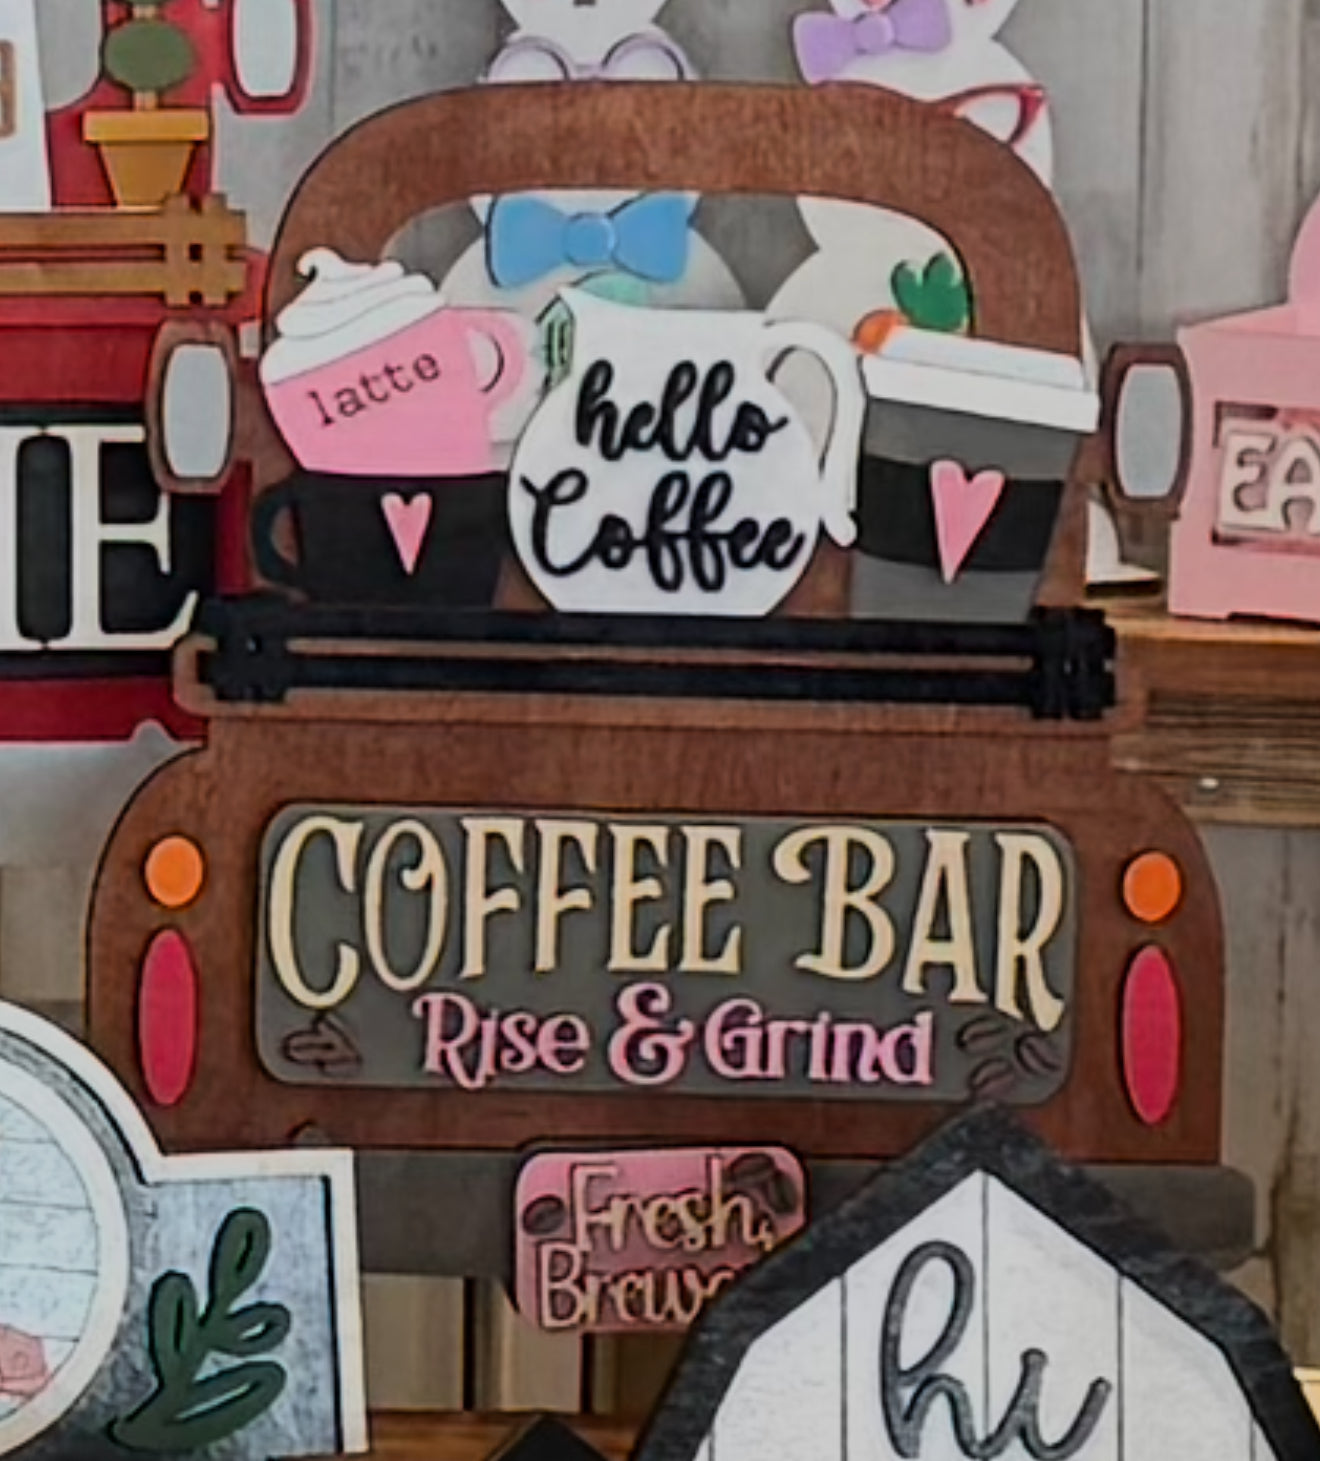 latte
hello
Coffee
COFFEE BAR
Rise & Grind
Fresh
hi